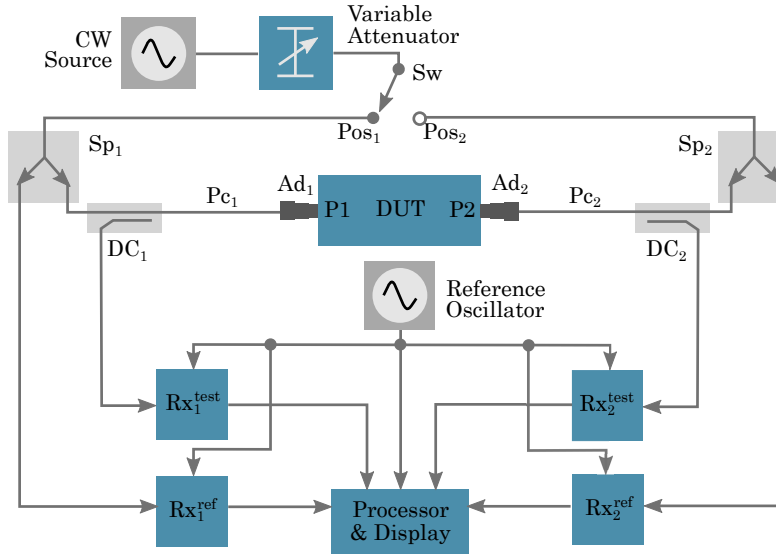 CW
Source
Variable
Attenuator
Sw
Pos₁
Pos₂
Sp₁
Sp₂
Pc₁
Ad₁
P1
DUT
P2
Ad₂
Pc₂
DC₁
DC₂
Reference
Oscillator
Rx₁ᵗᵉˢᵗ
Rx₂ᵗᵉˢᵗ
Rx₁ʳᵉᶠ
Processor
& Display
Rx₂ʳᵉᶠ